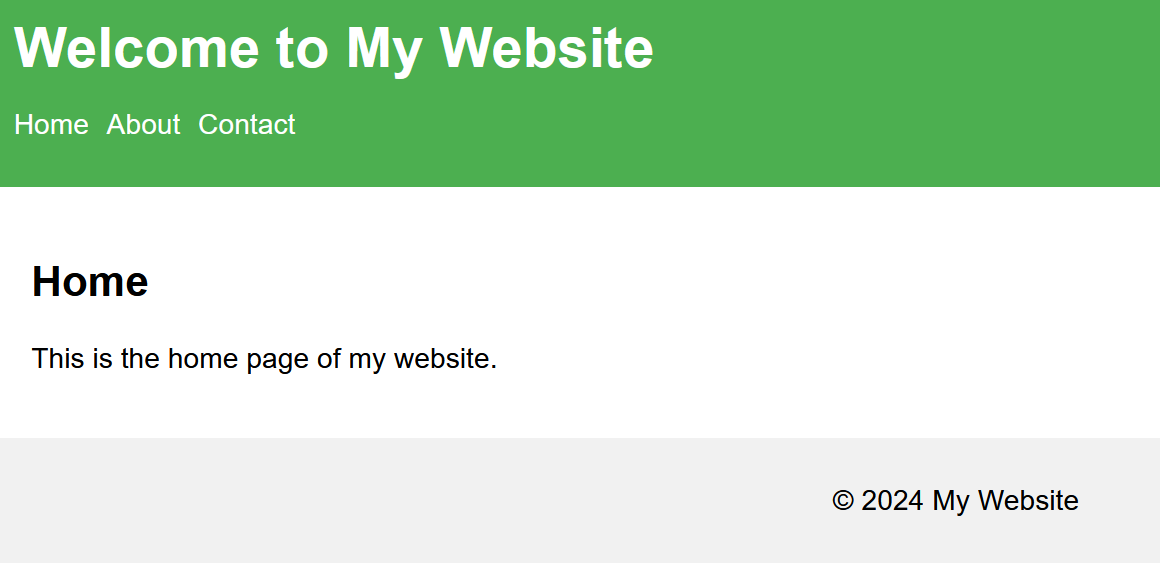 Welcome to My Website
Home About Contact
Home
This is the home page of my website.
© 2024 My Website